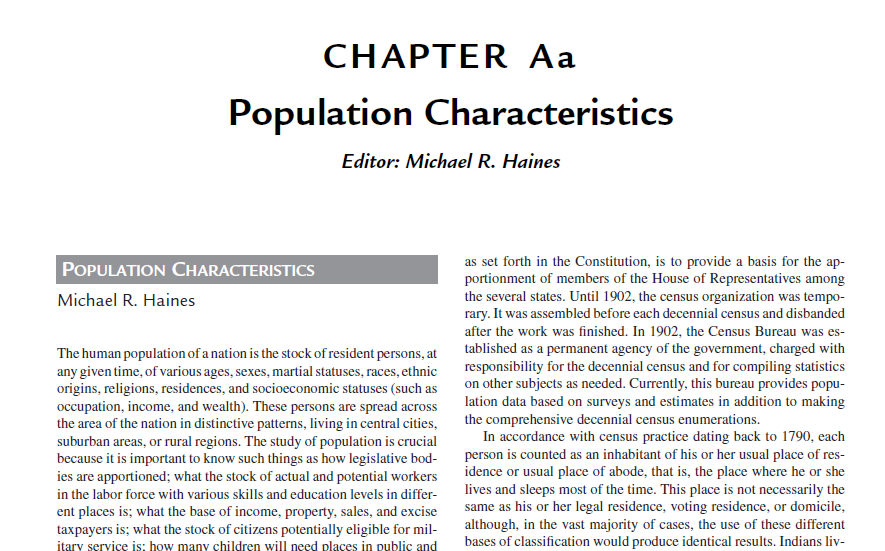 CHAPTER Aa
Population Characteristics
Editor: Michael R. Haines
POPULATION CHARACTERISTICS
Michael R. Haines
The human population of a nation is the stock of resident persons, at
any given time, of various ages, sexes, martial statuses, races, ethnic
origins, religions, residences, and socioeconomic statuses (such as
occupation, income, and wealth). These persons are spread across
the area of the nation in distinctive patterns, living in central cities,
suburban areas, or rural regions. The study of population is crucial
because it is important to know such things as how legislative bod-
ies are apportioned; what the stock of actual and potential workers
in the labor force with various skills and education levels in differ-
ent places is; what the base of income, property, sales, and excise
taxpayers is; what the stock of citizens potentially eligible for mil-
itary service is; how many children will need places in public and
as set forth in the Constitution, is to provide a basis for the ap-
portionment of members of the House of Representatives among
the several states. Until 1902, the census organization was tempo-
rary. It was assembled before each decennial census and disbanded
after the work was finished. In 1902, the Census Bureau was es-
tablished as a permanent agency of the government, charged with
responsibility for the decennial census and for compiling statistics
on other subjects as needed. Currently, this bureau provides popu-
lation data based on surveys and estimates in addition to making
the comprehensive decennial census enumerations.
In accordance with census practice dating back to 1790, each
person is counted as an inhabitant of his or her usual place of res-
idence or usual place of abode, that is, the place where he or she
lives and sleeps most of the time. This place is not necessarily the
same as his or her legal residence, voting residence, or domicile,
although, in the vast majority of cases, the use of these different
bases of classification would produce identical results. Indians liv-